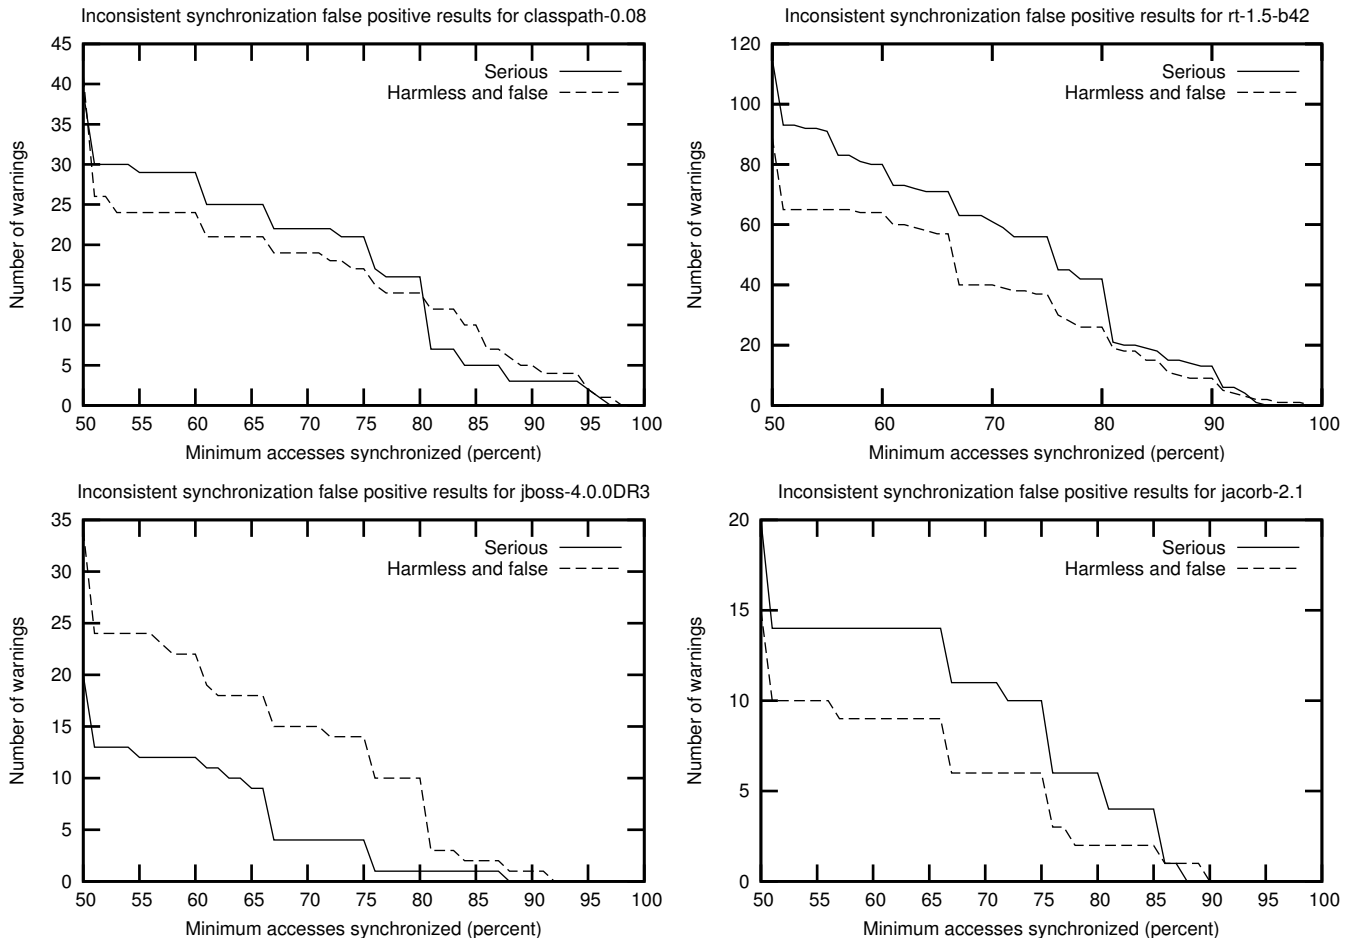 Inconsistent synchronization false positive results for classpath-0.08
45
40
35
30
25
20
15
10
5
0
Number of warnings
Serious
Harmless and false
50 55 60 65 70 75 80 85 90 95 100
Minimum accesses synchronized (percent)
Inconsistent synchronization false positive results for rt-1.5-b42
120
100
80
60
40
20
0
Number of warnings
Serious
Harmless and false
50 60 70 80 90 100
Minimum accesses synchronized (percent)
Inconsistent synchronization false positive results for jboss-4.0.0DR3
35
30
25
20
15
10
5
0
Number of warnings
Serious
Harmless and false
50 55 60 65 70 75 80 85 90 95 100
Minimum accesses synchronized (percent)
Inconsistent synchronization false positive results for jacorb-2.1
20
15
10
5
0
Number of warnings
Serious
Harmless and false
50 55 60 65 70 75 80 85 90 95 100
Minimum accesses synchronized (percent)